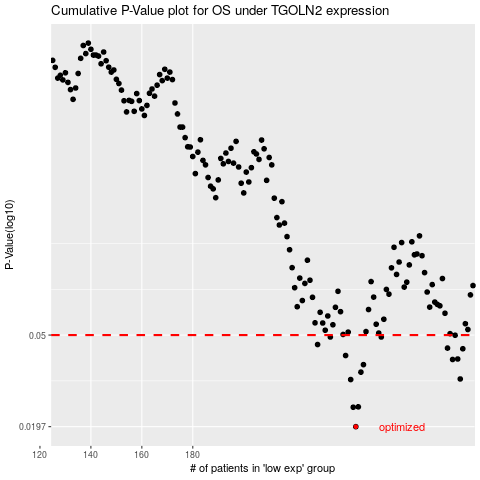 Cumulative P-Value plot for OS under TGOLN2 expression
P-Value(log10)
0.05
0.0197
optimized
120 140 160 180
# of patients in 'low exp' group